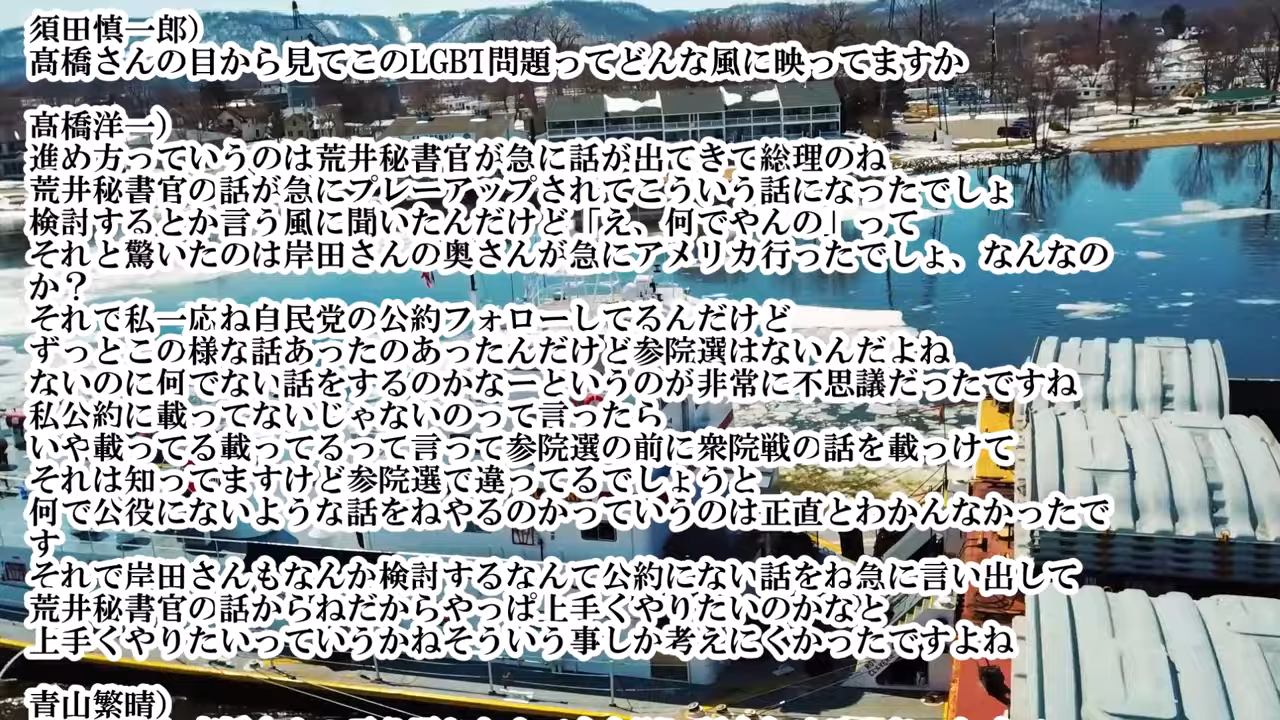 須田慎一郎）
髙橋さんの目から見てこのLGBT問題ってどんな風に映ってますか
髙橋洋一）
進め方っていうのは荒井秘書官が急に話が出てきて総理のね
荒井秘書官の話が急にプレーアップされてこういう話になったでしょ
検討するとか言う風に聞いたんだけど「え、何でやんの」って
それと驚いたのは岸田さんの奥さんが急にアメリカ行ったでしょ、なんなの
か？
それで私一応ね自民党の公約フォローしてるんだけど
ずっとこの様な話あったのあったんだけど参院選はないんだよね
ないのに何でない話をするのかなーというのが非常に不思議だったですね
私公約に載ってないじゃないのって言ったら
いや載ってる載ってるって言って参院選の前に衆院戦の話を載っけて
それは知ってますけど参院選で違ってるでしょうと
何で公役にないような話をねやるのかっていうのは正直とわかんなかったで
す
それで岸田さんもなんか検討するなんて公約にない話をね急に言い出して
荒井秘書官の話からねだからやっぱ上手くやりたいのかなと
上手くやりたいっていうかねそういう事しか考えにくかったですよね
青山繁晴）